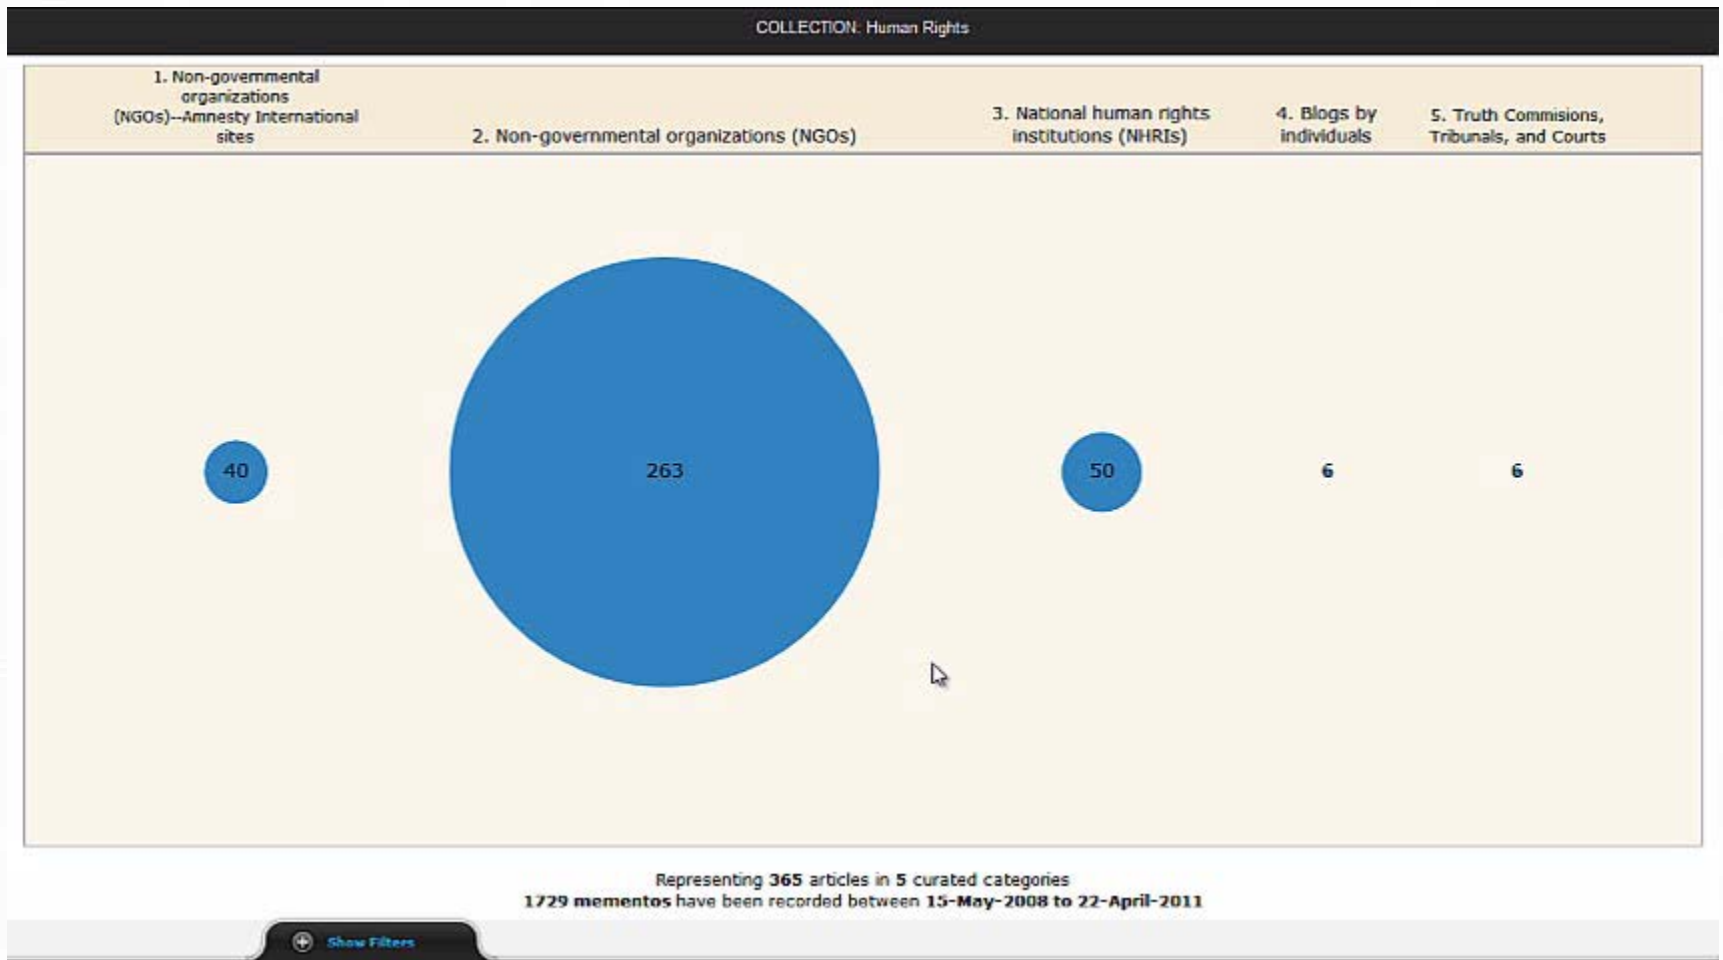 COLLECTION: Human Rights
1. Non-governmental
organizations
(NGOs)--Amnesty International
sites
2. Non-governmental organizations (NGOs)
3. National human rights
institutions (NHRIs)
4. Blogs by
individuals
5. Truth Commisions,
Tribunals, and Courts
40
263
50
6
6
Representing 365 articles in 5 curated categories
1729 mementos have been recorded between 15-May-2008 to 22-April-2011
Show Filters